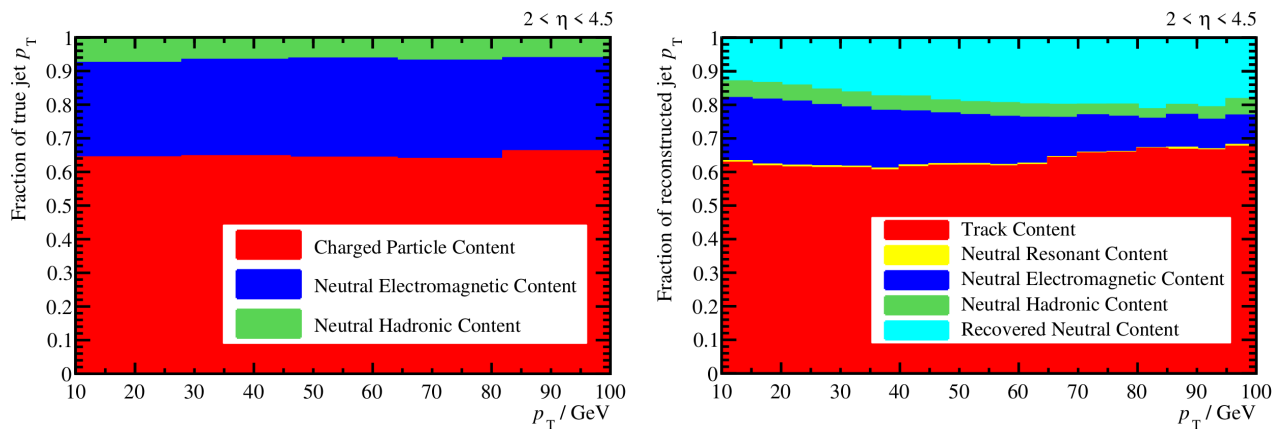 2 < η < 4.5
Fraction of true jet p_T
1
0.9
0.8
0.7
0.6
0.5
0.4
0.3
0.2
0.1
0
Charged Particle Content
Neutral Electromagnetic Content
Neutral Hadronic Content
10 20 30 40 50 60 70 80 90 100
p_T / GeV
2 < η < 4.5
Fraction of reconstructed jet p_T
1
0.9
0.8
0.7
0.6
0.5
0.4
0.3
0.2
0.1
0
Track Content
Neutral Resonant Content
Neutral Electromagnetic Content
Neutral Hadronic Content
Recovered Neutral Content
10 20 30 40 50 60 70 80 90 100
p_T / GeV